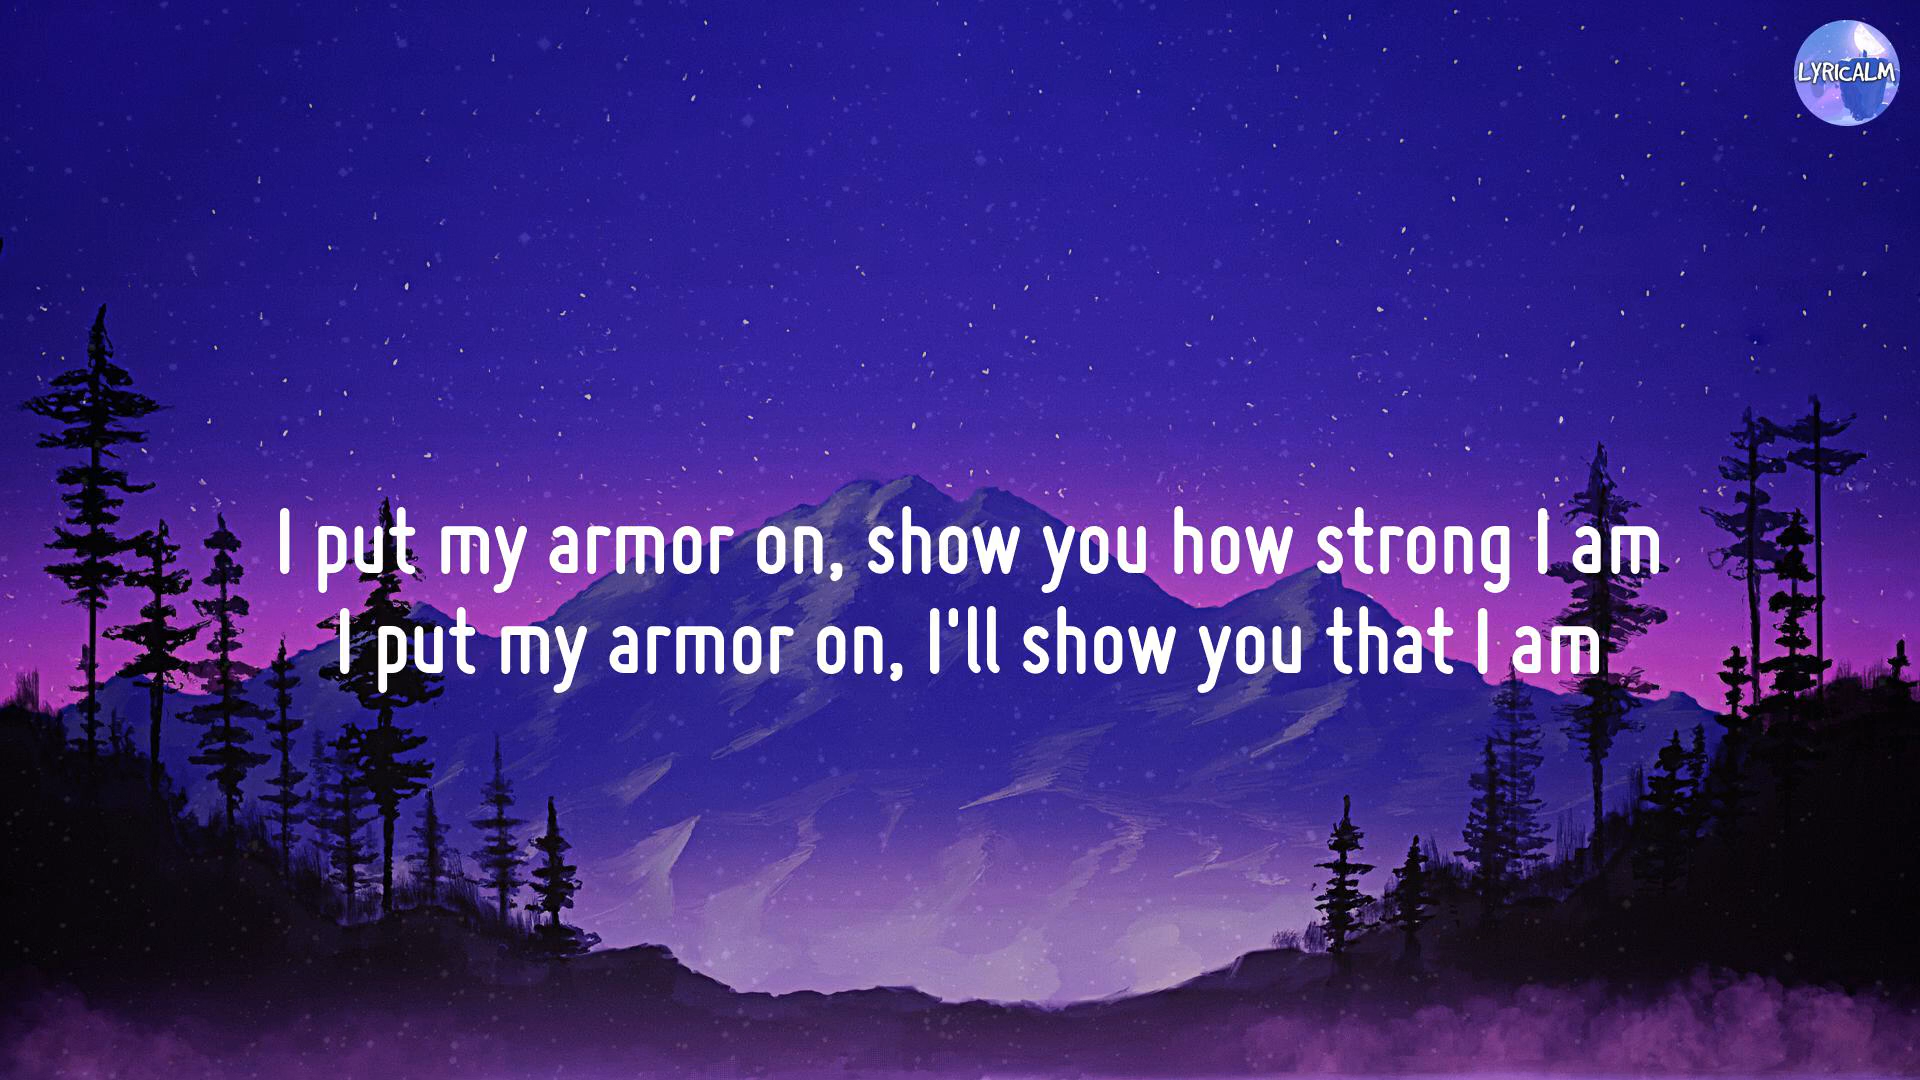 LYRICALM
I put my armor on, show you how strong I am
I put my armor on, I'll show you that I am